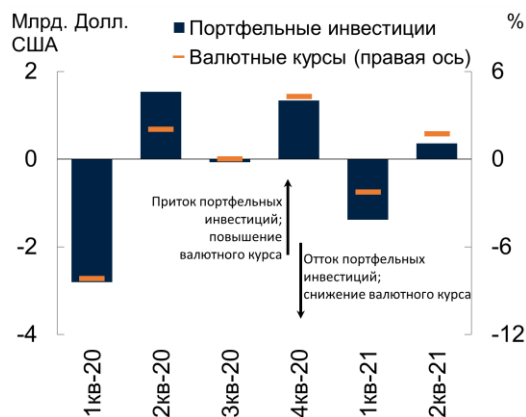 Млрд. Долл.
США
%
Портфельные инвестиции
Валютные курсы (правая ось)
2
0
-2
-4
6
0
-6
-12
Приток портфельных
инвестиций;
повышение
валютного курса
Отток портфельных
инвестиций;
снижение валютного курса
1кв-20
2кв-20
3кв-20
4кв-20
1кв-21
2кв-21